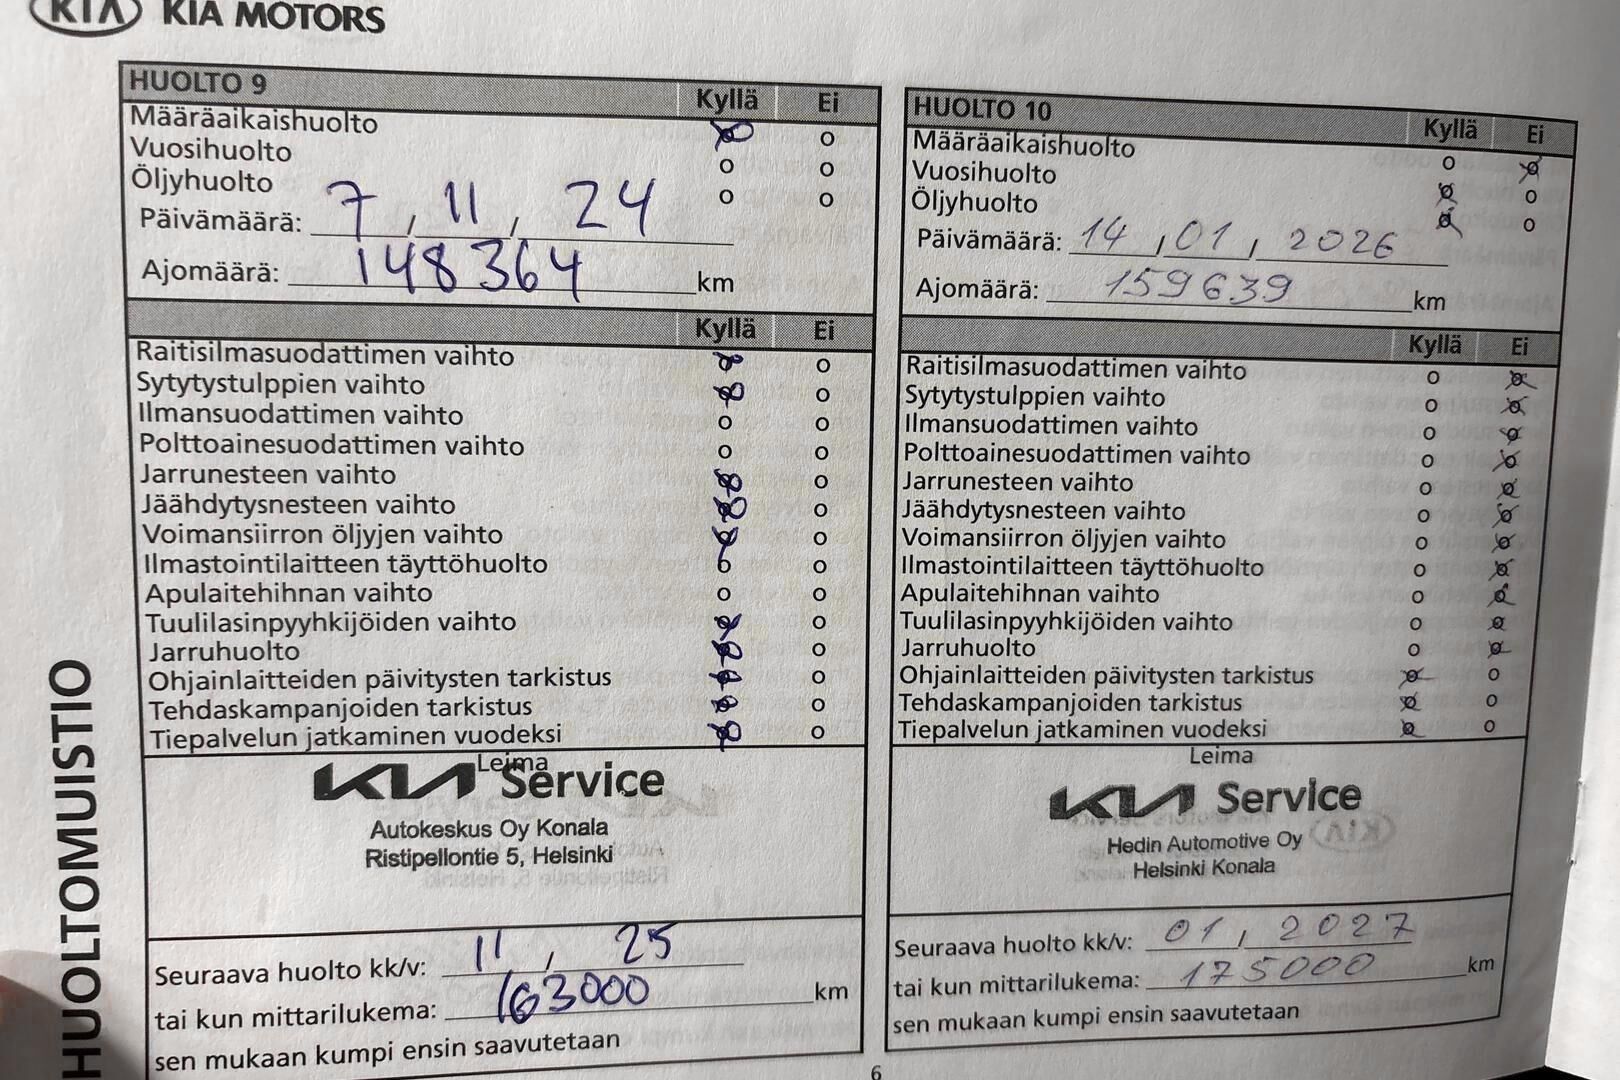 KIA KIA MOTORS
HUOLTOMUISTIO
HUOLTO 9 Kyllä Ei
Määräaikaishuolto
Vuosihuolto
Öljyhuolto
Päivämäärä: 7, 11, 24
Ajomäärä: 148364 km
Kyllä Ei
Raitisilmasuodattimen vaihto
Sytytystulppien vaihto
Ilmansuodattimen vaihto
Polttoainesuodattimen vaihto
Jarrunesteen vaihto
Jäähdytysnesteen vaihto
Voimansiirron öljyjen vaihto
Ilmastointilaitteen täyttöhuolto
Apulaitehihnan vaihto
Tuulilasinpyyhkijöiden vaihto
Jarruhuolto
Ohjainlaitteiden päivitysten tarkistus
Tehdaskampanjoiden tarkistus
Tiepalvelun jatkaminen vuodeksi
Leima
KIA Service
Autokeskus Oy Konala
Ristipellontie 5, Helsinki
Seuraava huolto kk/v: 11, 25
tai kun mittarilukema: 163000 km
sen mukaan kumpi ensin saavutetaan
HUOLTO 10 Kyllä Ei
Määräaikaishuolto
Vuosihuolto
Öljyhuolto
Päivämäärä: 14, 01, 2026
Ajomäärä: 159639 km
Kyllä Ei
Raitisilmasuodattimen vaihto
Sytytystulppien vaihto
Ilmansuodattimen vaihto
Polttoainesuodattimen vaihto
Jarrunesteen vaihto
Jäähdytysnesteen vaihto
Voimansiirron öljyjen vaihto
Ilmastointilaitteen täyttöhuolto
Apulaitehihnan vaihto
Tuulilasinpyyhkijöiden vaihto
Jarruhuolto
Ohjainlaitteiden päivitysten tarkistus
Tehdaskampanjoiden tarkistus
Tiepalvelun jatkaminen vuodeksi
Leima
KIA Service
Hedin Automotive Oy
Helsinki Konala
Seuraava huolto kk/v: 01, 2027
tai kun mittarilukema: 175000 km
sen mukaan kumpi ensin saavutetaan
6